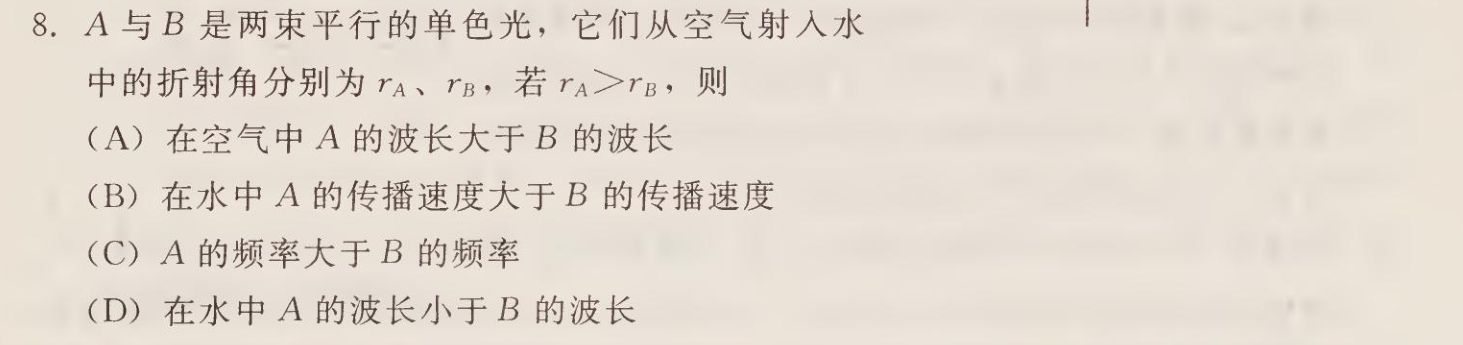 8. A 与 B 是两束平行的单色光，它们从空气射入水
中的折射角分别为 rA、rB，若 rA＞rB，则
（A）在空气中 A 的波长大于 B 的波长
（B）在水中 A 的传播速度大于 B 的传播速度
（C）A 的频率大于 B 的频率
（D）在水中 A 的波长小于 B 的波长